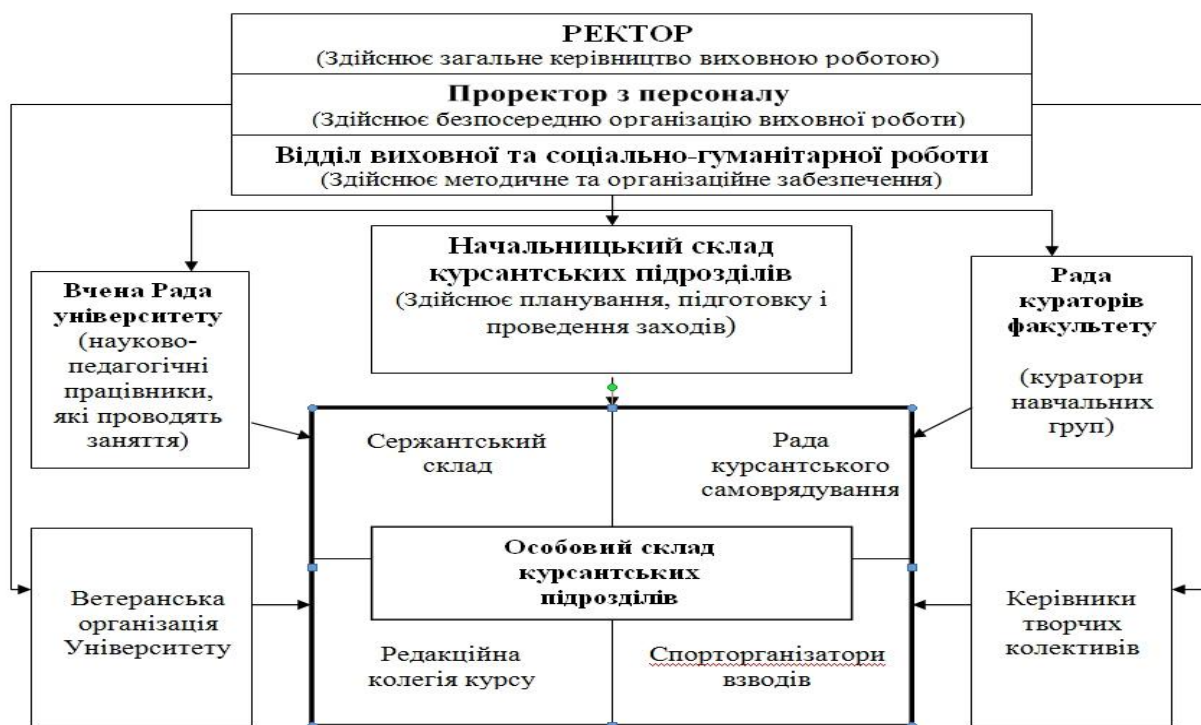 РЕКТОР
(Здійснює загальне керівництво виховною роботою)
Проректор з персоналу
(Здійснює безпосередню організацію виховної роботи)
Відділ виховної та соціально-гуманітарної роботи
(Здійснює методичне та організаційне забезпечення)
Вчена Рада
університету
(науково-
педагогічні
працівники,
які проводять
заняття)
Начальницький склад
курсантських підрозділів
(Здійснює планування, підготовку і
проведення заходів)
Рада
кураторів
факультету
(куратори
навчальних
груп)
Сержантський
склад
Рада
курсантського
самоврядування
Особовий склад
курсантських
підрозділів
Ветеранська
організація
Університету
Редакційна
колегія курсу
Спорторганізатори
взводів
Керівники
творчих
колективів